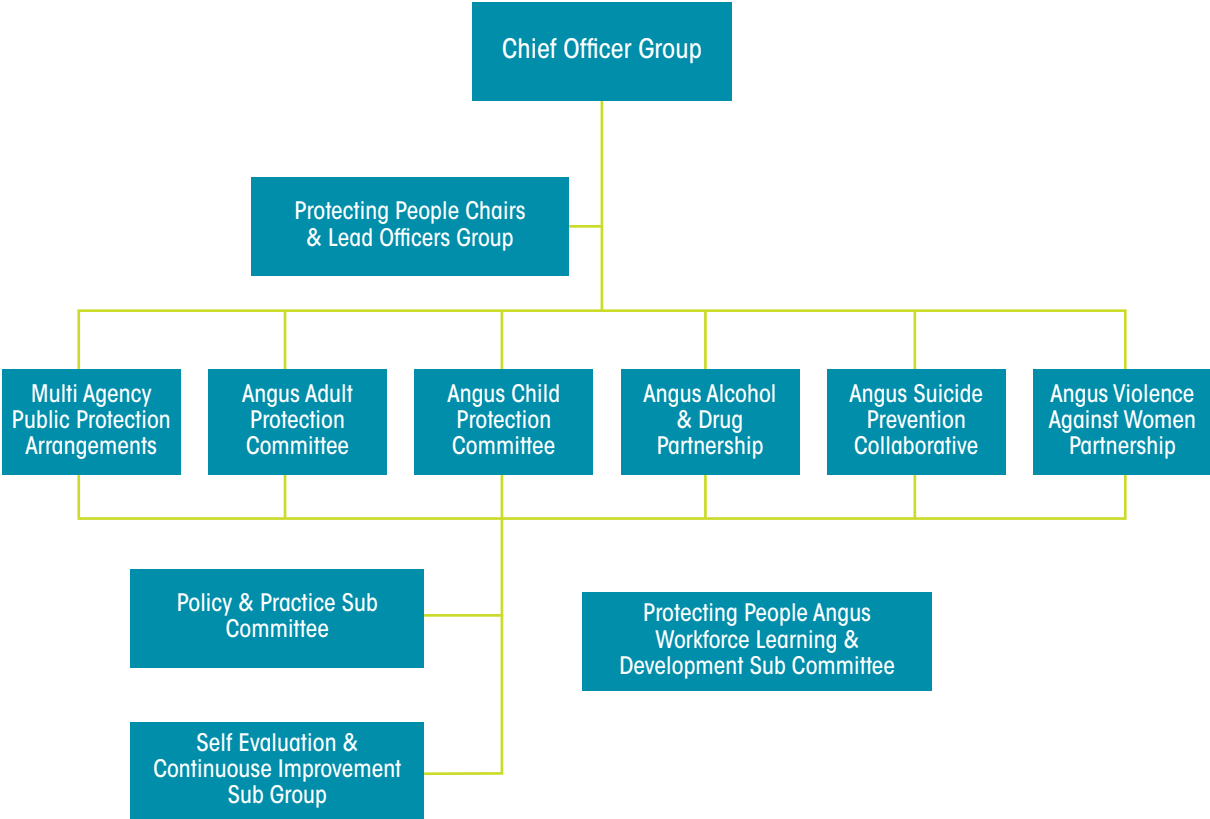 Chief Officer Group
Protecting People Chairs
& Lead Officers Group
Multi Agency
Public Protection
Arrangements
Angus Adult
Protection
Committee
Angus Child
Protection
Committee
Angus Alcohol
& Drug
Partnership
Angus Suicide
Prevention
Collaborative
Angus Violence
Against Women
Partnership
Policy & Practice Sub
Committee
Protecting People Angus
Workforce Learning &
Development Sub Committee
Self Evaluation &
Continuouse Improvement
Sub Group